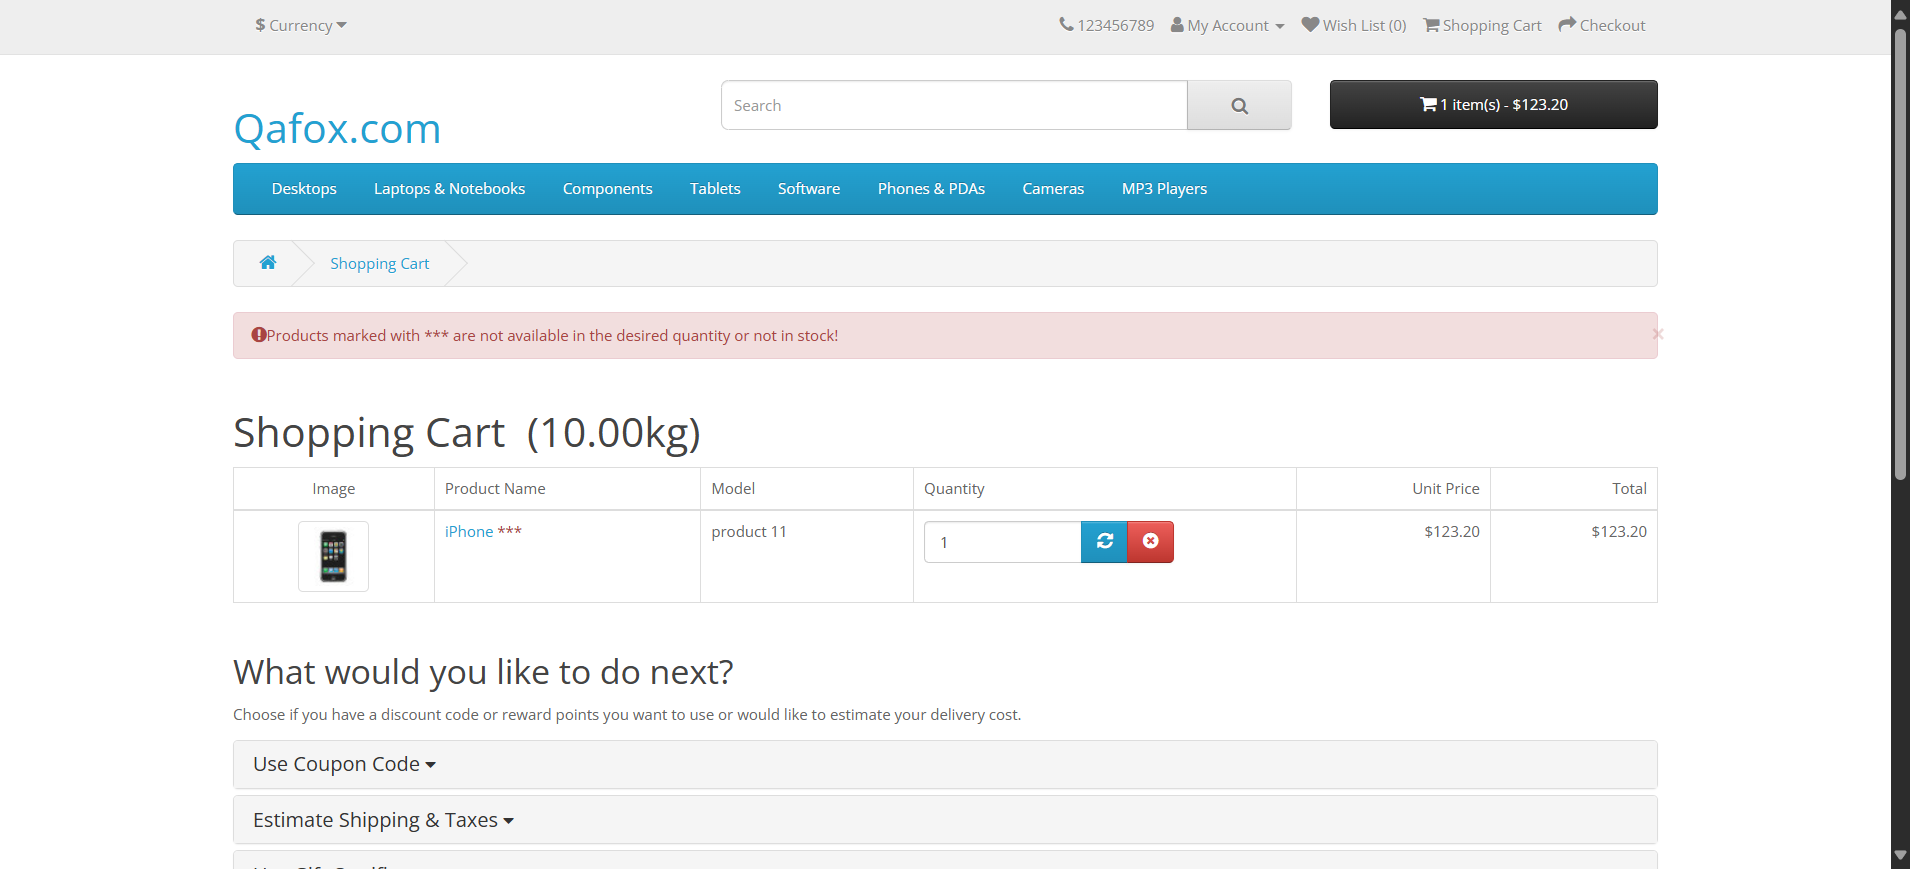 $ Currency
123456789 My Account Wish List (0) Shopping Cart Checkout
Qafox.com
Search
1 item(s) - $123.20
Desktops Laptops & Notebooks Components Tablets Software Phones & PDAs Cameras MP3 Players
Shopping Cart
Products marked with *** are not available in the desired quantity or not in stock!
×
Shopping Cart (10.00kg)
Image Product Name Model Quantity Unit Price Total
iPhone *** product 11 1 $123.20 $123.20
What would you like to do next?
Choose if you have a discount code or reward points you want to use or would like to estimate your delivery cost.
Use Coupon Code
Estimate Shipping & Taxes